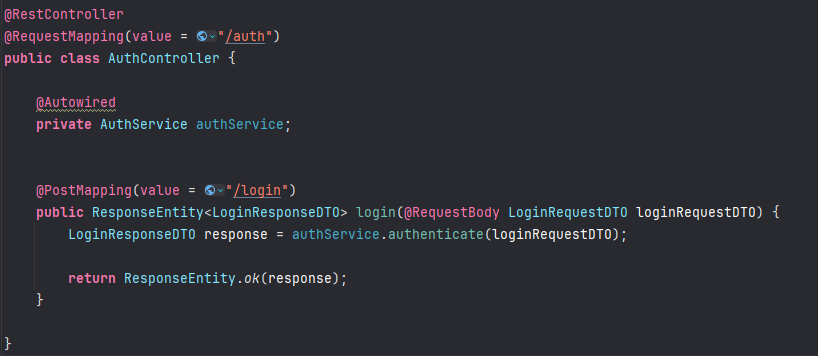 @RestController
@RequestMapping(value = "/auth")
public class AuthController {
@Autowired
private AuthService authService;
@PostMapping(value = "/login")
public ResponseEntity<LoginResponseDTO> login(@RequestBody LoginRequestDTO loginRequestDTO) {
LoginResponseDTO response = authService.authenticate(loginRequestDTO);
return ResponseEntity.ok(response);
}
}